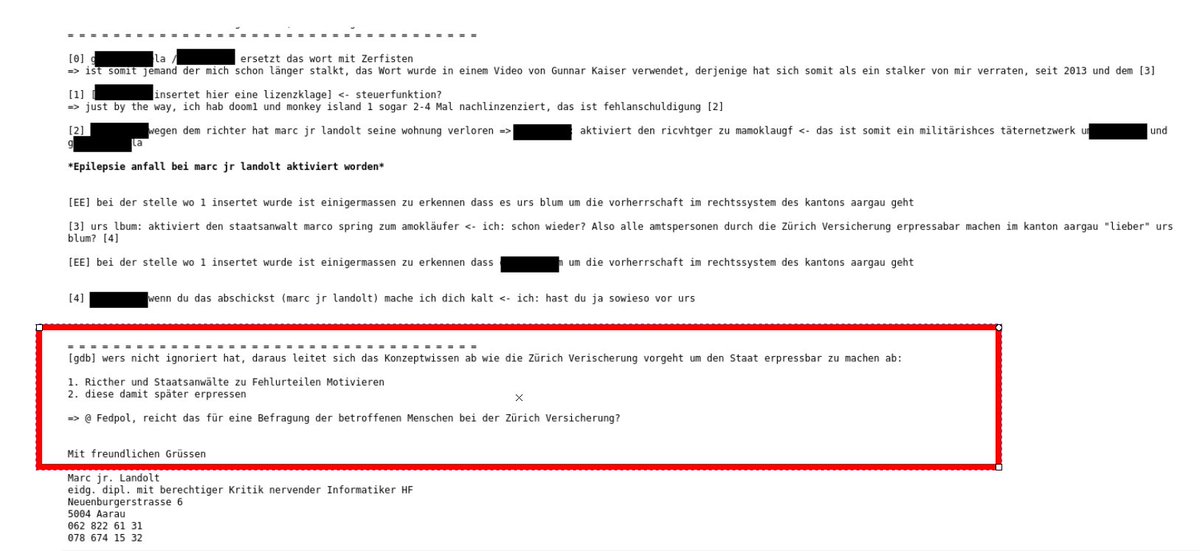 = = = = = = = = = = = = = = = = = = = = = = = = = = = = = = = = = = = =
[0] g la / ersetzt das wort mit Zerfisten
=> ist somit jemand der mich schon länger stalkt, das Wort wurde in einem Video von Gunnar Kaiser verwendet, derjenige hat sich somit als ein stalker von mir verraten, seit 2013 und dem [3]
[1] [ insertet hier eine lizenzklage] <- steuerfunktion?
=> just by the way, ich hab doom1 und monkey island 1 sogar 2-4 Mal nachlinzenziert, das ist fehlanschuldigung [2]
[2] wegen dem richter hat marc jr landolt seine wohnung verloren => : aktiviert den ricvhtger zu mamoklaugf <- das ist somit ein militärishces täternetzwerk um und
g la
*Epilepsie anfall bei marc jr landolt aktiviert worden*
[EE] bei der stelle wo 1 insertet wurde ist einigermassen zu erkennen dass es urs blum um die vorherrschaft im rechtssystem des kantons aargau geht
[3] urs lbum: aktiviert den staatsanwalt marco spring zum amokläufer <- ich: schon wieder? Also alle amtspersonen durch die Zürich Versicherung erpressabar machen im kanton aargau "lieber" urs
blum? [4]
[EE] bei der stelle wo 1 insertet wurde ist einigermassen zu erkennen dass m um die vorherrschaft im rechtssystem des kantons aargau geht
[4] wenn du das abschickst (marc jr landolt) mache ich dich kalt <- ich: hast du ja sowieso vor urs
= = = = = = = = = = = = = = = = = = = = = = = = = = = = = = = = = = = =
[gdb] wers nicht ignoriert hat, daraus leitet sich das Konzeptwissen ab wie die Zürich Verischerung vorgeht um den Staat erpressbar zu machen ab:
1. Ricther und Staatsanwälte zu Fehlurteilen Motivieren
2. diese damit später erpressen
=> @ Fedpol, reicht das für eine Befragung der betroffenen Menschen bei der Zürich Versicherung?
Mit freundlichen Grüssen
Marc jr. Landolt
eidg. dipl. mit berechtiger Kritik nervender Informatiker HF
Neuenburgerstrasse 6
5004 Aarau
062 822 61 31
078 674 15 32